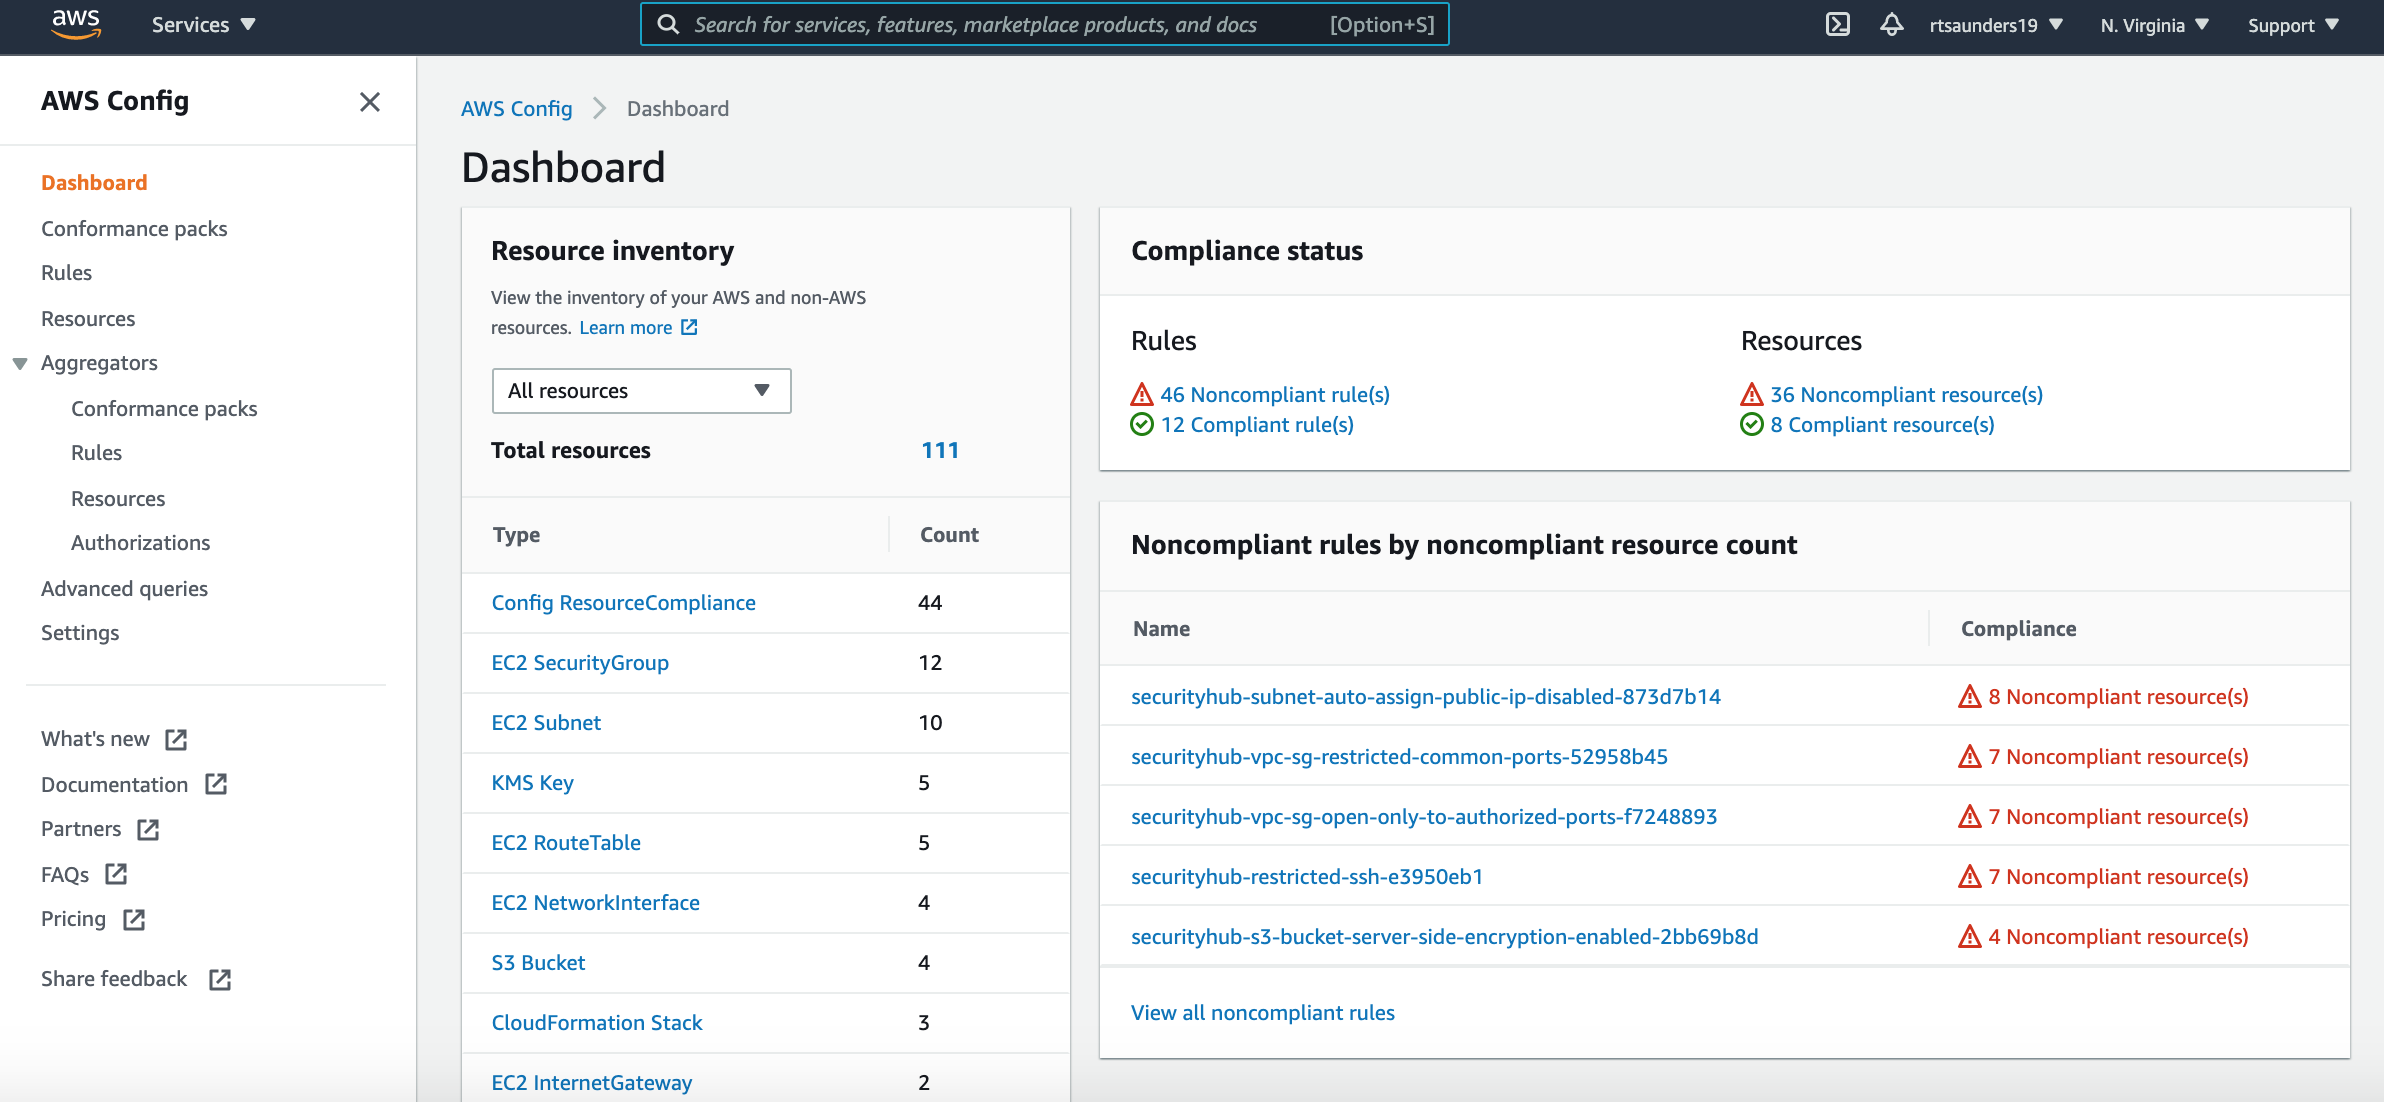 aws
Services
Search for services, features, marketplace products, and docs [Option+S]
rtsaunders19
N. Virginia
Support
AWS Config
Dashboard
Conformance packs
Rules
Resources
Aggregators
Conformance packs
Rules
Resources
Authorizations
Advanced queries
Settings
What's new
Documentation
Partners
FAQs
Pricing
Share feedback
AWS Config > Dashboard
Dashboard
Resource inventory
View the inventory of your AWS and non-AWS
resources. Learn more
All resources
Total resources 111
Type Count
Config ResourceCompliance 44
EC2 SecurityGroup 12
EC2 Subnet 10
KMS Key 5
EC2 RouteTable 5
EC2 NetworkInterface 4
S3 Bucket 4
CloudFormation Stack 3
EC2 InternetGateway 2
Compliance status
Rules
46 Noncompliant rule(s)
12 Compliant rule(s)
Resources
36 Noncompliant resource(s)
8 Compliant resource(s)
Noncompliant rules by noncompliant resource count
Name Compliance
securityhub-subnet-auto-assign-public-ip-disabled-873d7b14 8 Noncompliant resource(s)
securityhub-vpc-sg-restricted-common-ports-52958b45 7 Noncompliant resource(s)
securityhub-vpc-sg-open-only-to-authorized-ports-f7248893 7 Noncompliant resource(s)
securityhub-restricted-ssh-e3950eb1 7 Noncompliant resource(s)
securityhub-s3-bucket-server-side-encryption-enabled-2bb69b8d 4 Noncompliant resource(s)
View all noncompliant rules